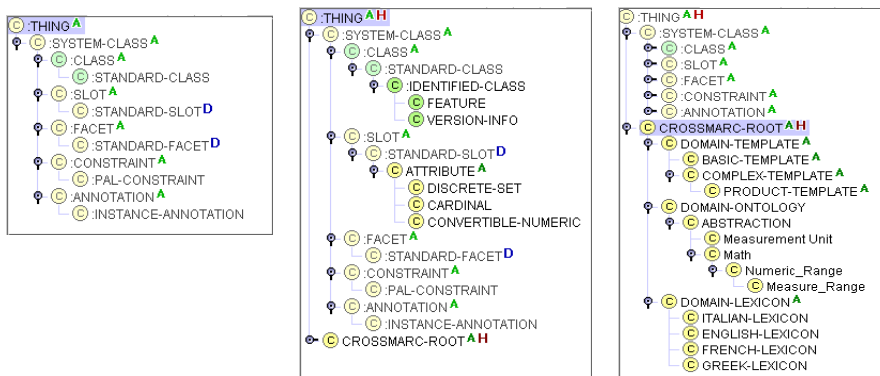 C :THING A
C :SYSTEM-CLASS A
C :CLASS A
C :STANDARD-CLASS
C :SLOT A
C :STANDARD-SLOT D
C :FACET A
C :STANDARD-FACET D
C :CONSTRAINT A
C :PAL-CONSTRAINT
C :ANNOTATION A
C :INSTANCE-ANNOTATION
C :THING A H
C :SYSTEM-CLASS A
C :CLASS A
C :STANDARD-CLASS
C :IDENTIFIED-CLASS
C FEATURE
C VERSION-INFO
C :SLOT A
C :STANDARD-SLOT D
C ATTRIBUTE A
C DISCRETE-SET
C CARDINAL
C CONVERTIBLE-NUMERIC
C :FACET A
C :STANDARD-FACET D
C :CONSTRAINT A
C :PAL-CONSTRAINT
C :ANNOTATION A
C :INSTANCE-ANNOTATION
C CROSSMARC-ROOT A H
C :THING A H
C :SYSTEM-CLASS A
C :CLASS A
C :SLOT A
C :FACET A
C :CONSTRAINT A
C :ANNOTATION A
C CROSSMARC-ROOT A H
C DOMAIN-TEMPLATE A
C BASIC-TEMPLATE A
C COMPLEX-TEMPLATE A
C PRODUCT-TEMPLATE A
C DOMAIN-ONTOLOGY
C ABSTRACTION
C Measurement Unit
C Math
C Numeric_Range
C Measure_Range
C DOMAIN-LEXICON A
C ITALIAN-LEXICON
C ENGLISH-LEXICON
C FRENCH-LEXICON
C GREEK-LEXICON